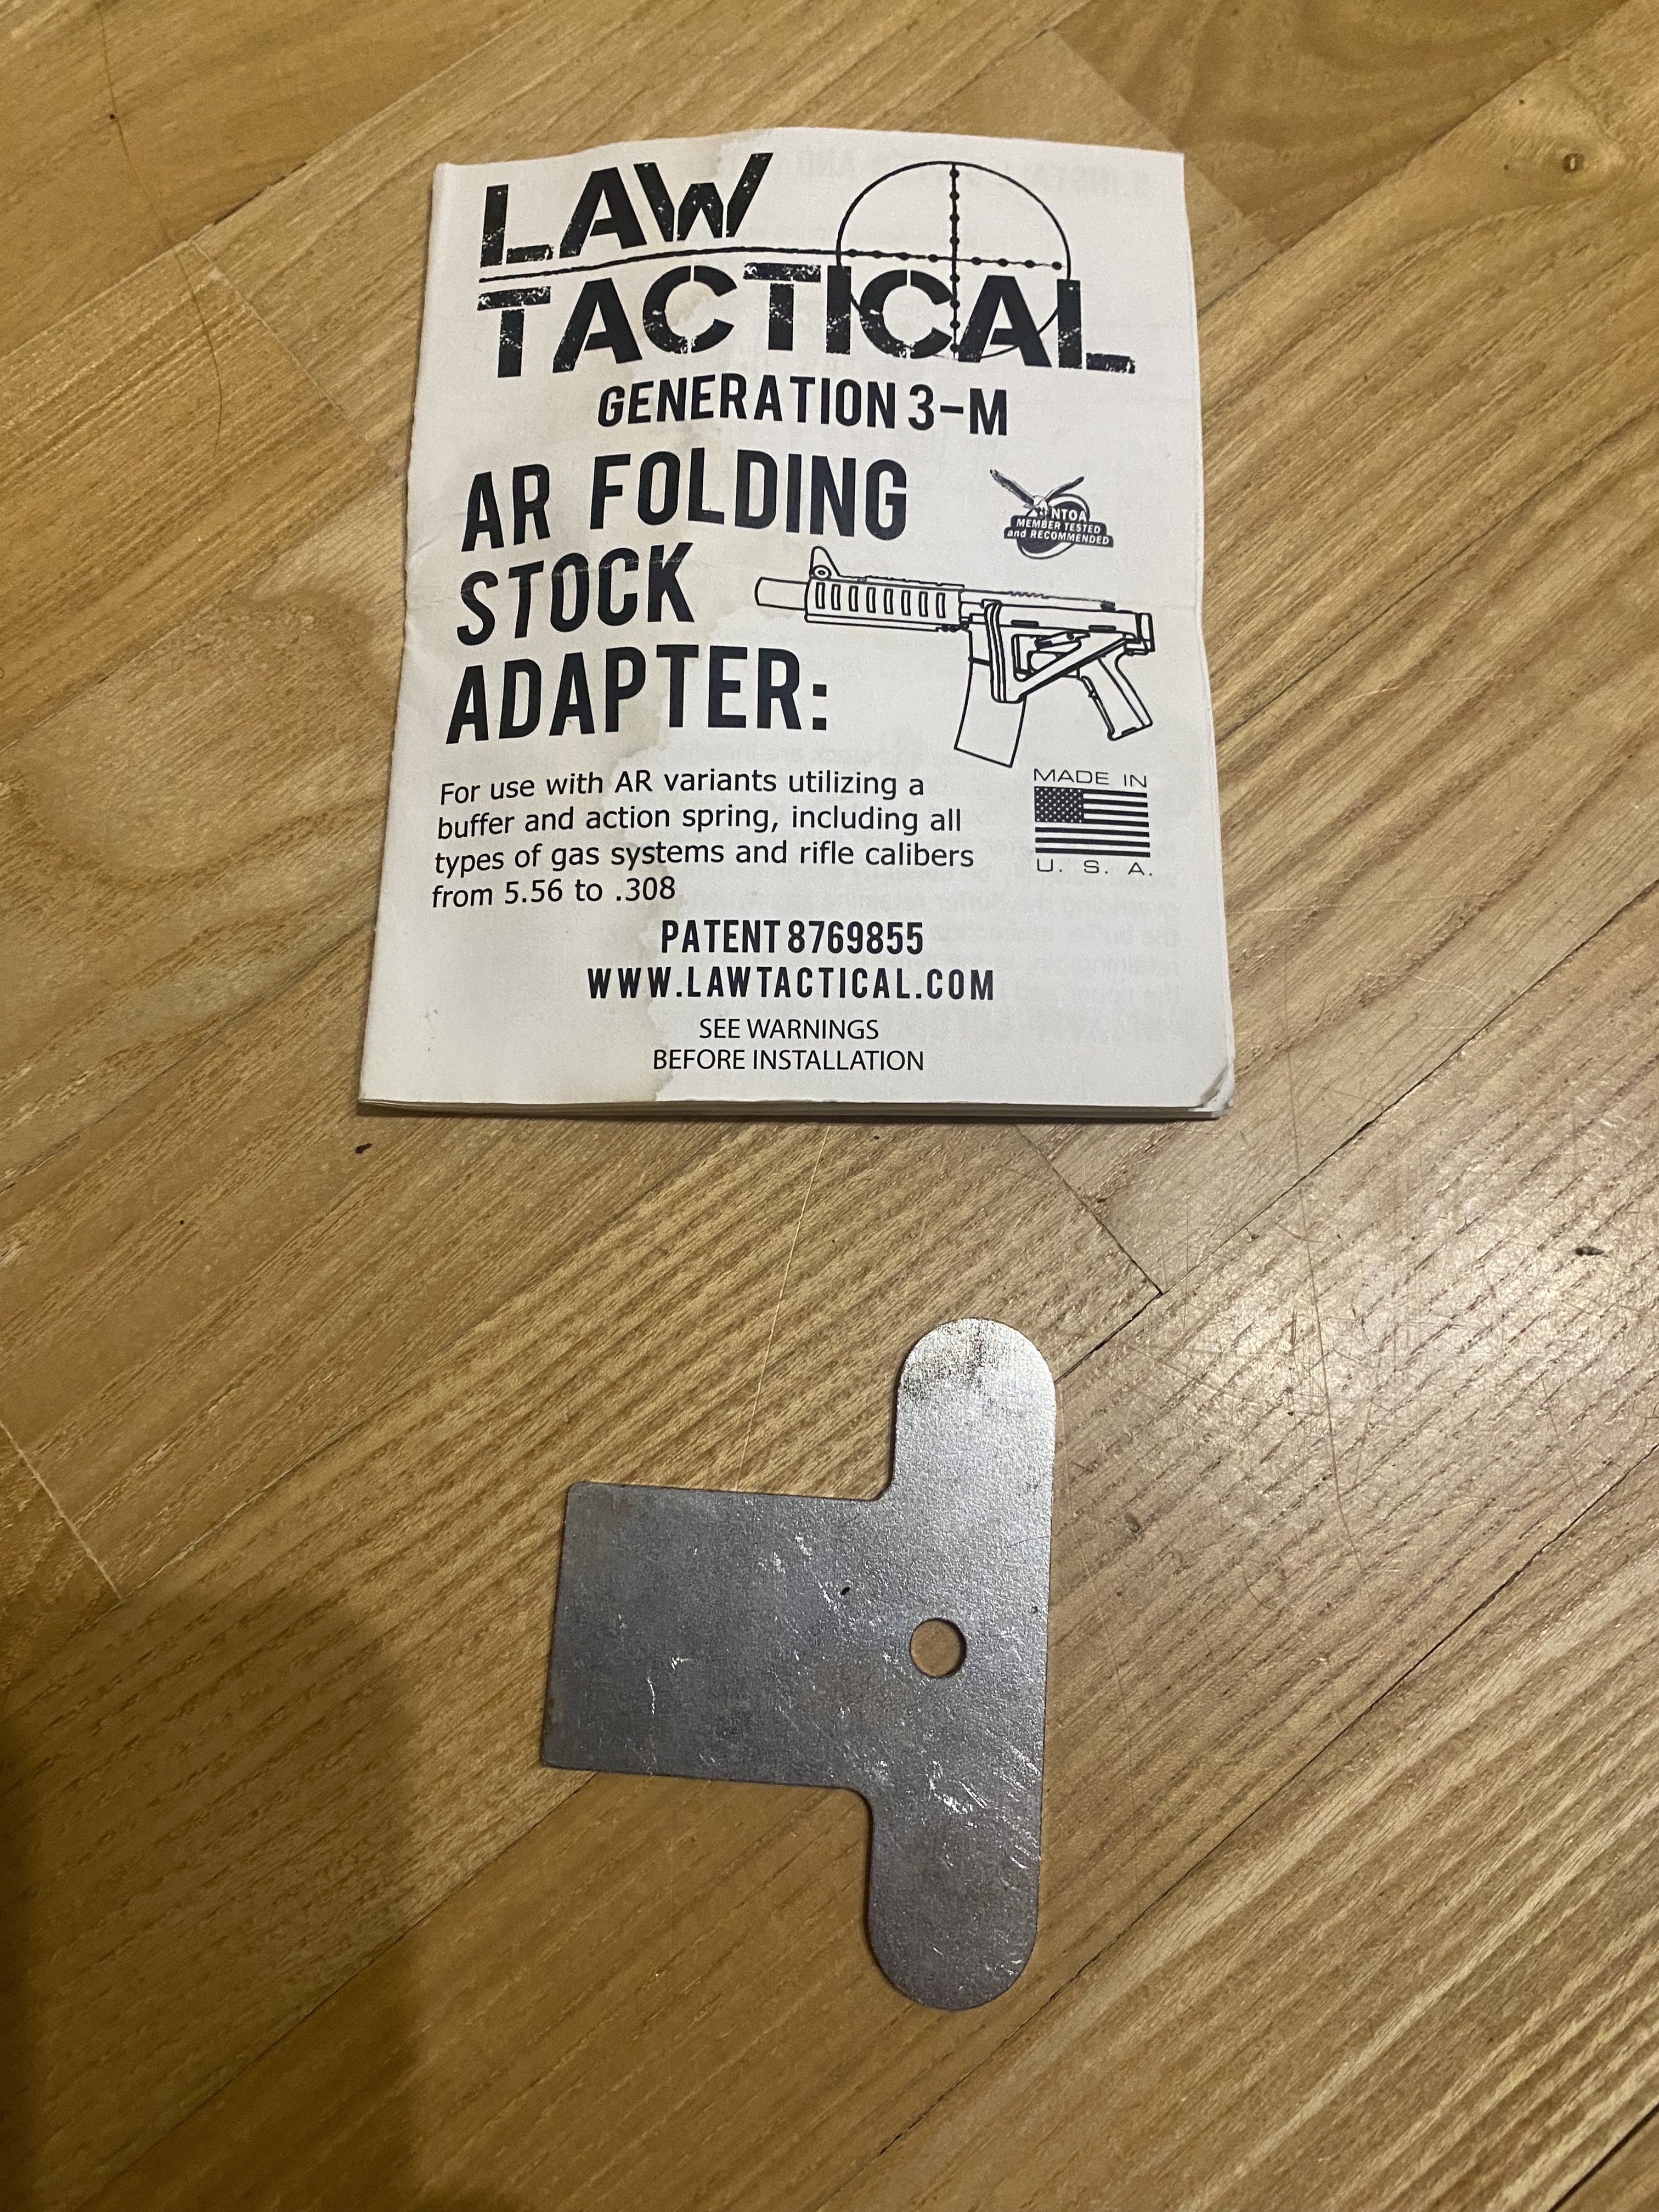 LAW
TACTICAL
GENERATION 3-M
AR FOLDING
STOCK
ADAPTER:
NTOA
MEMBER TESTED
and RECOMMENDED
For use with AR variants utilizing a
buffer and action spring, including all
types of gas systems and rifle calibers
from 5.56 to .308
MADE IN
U. S. A.
PATENT 8769855
WWW.LAWTACTICAL.COM
SEE WARNINGS
BEFORE INSTALLATION